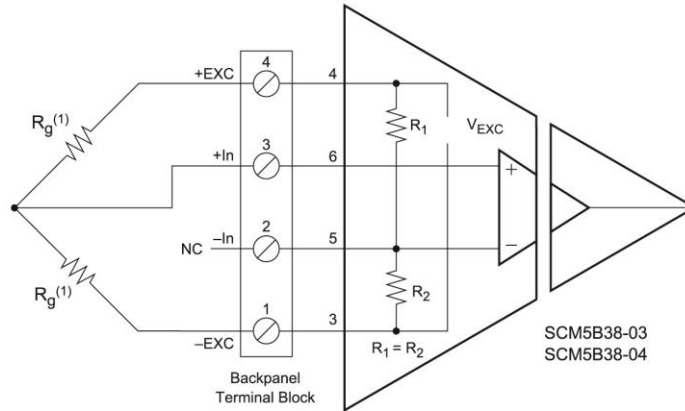 4
+EXC
4
Rg(1)
R1
VEXC
3
+In
6
+
2
–In
NC
5
–
Rg(1)
R2
1
3
–EXC
R1 = R2
SCM5B38-03
SCM5B38-04
Backpanel
Terminal Block